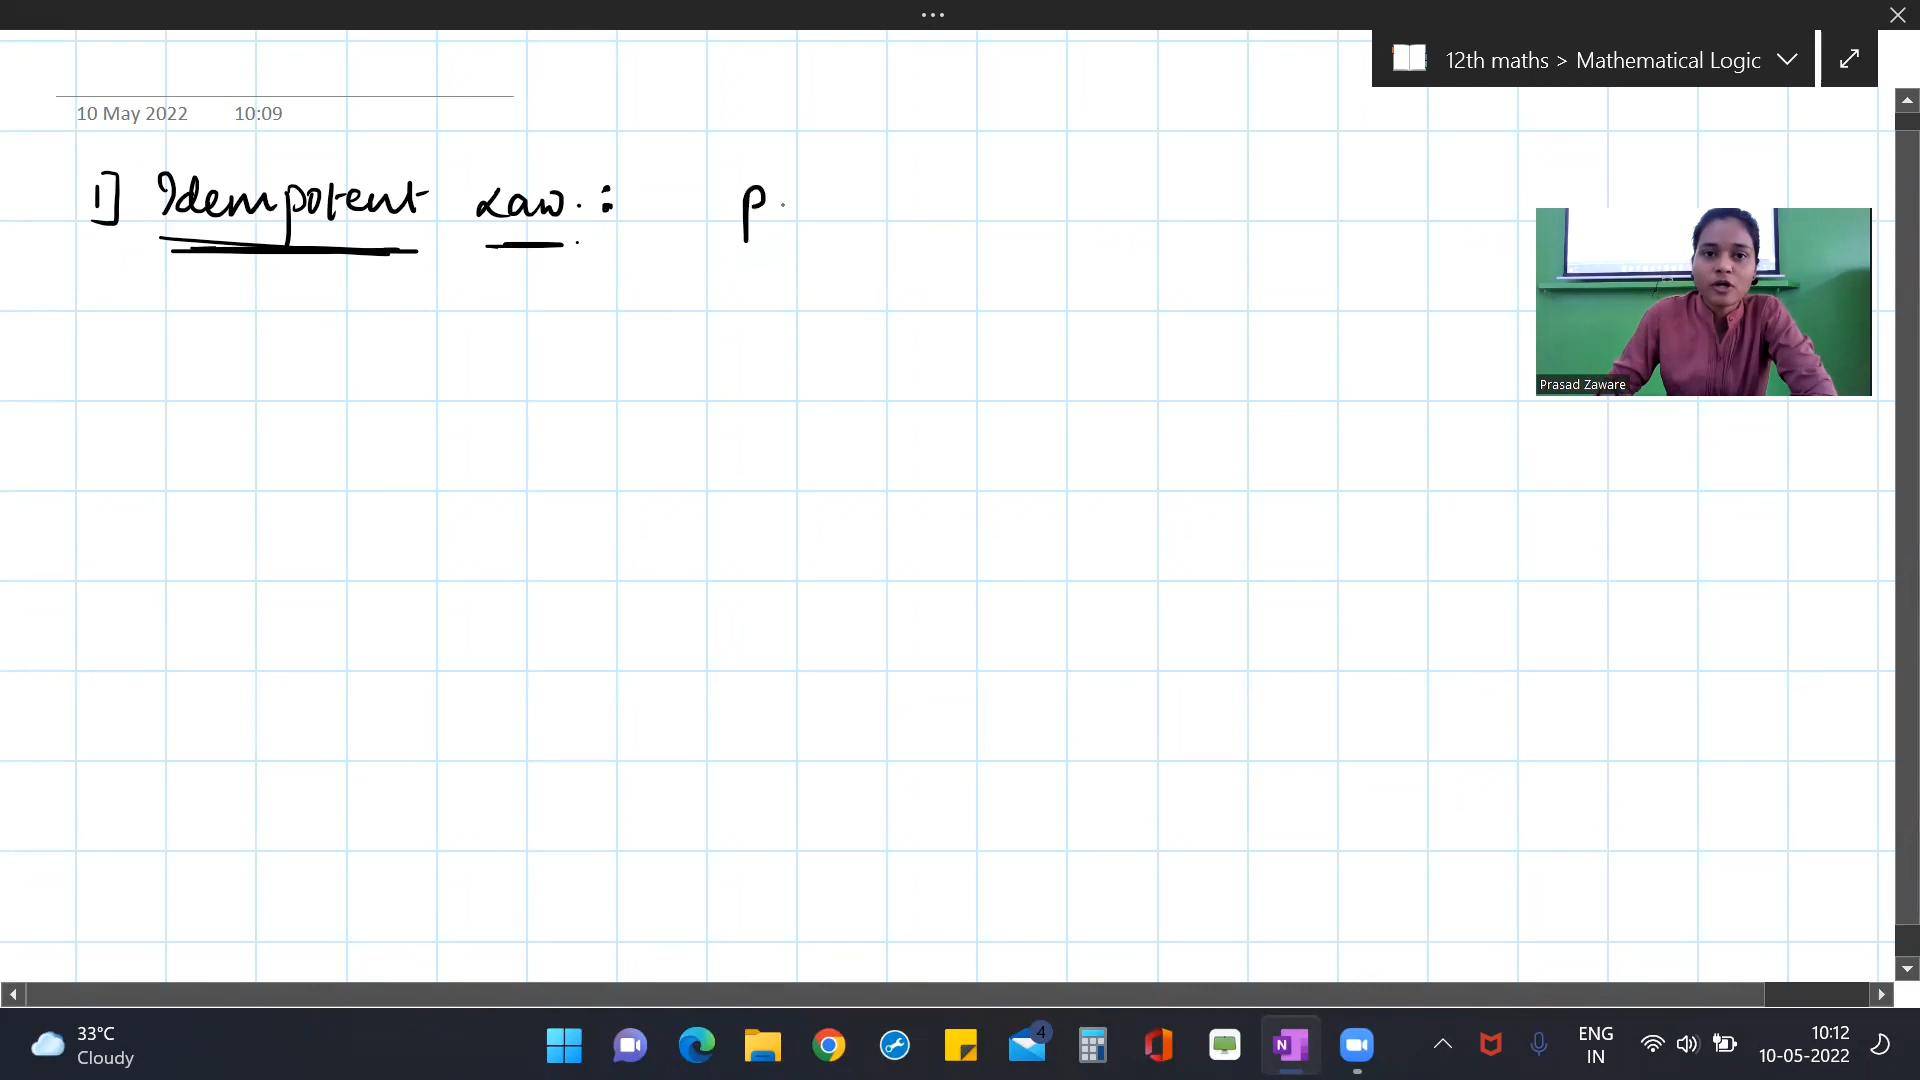 12th maths > Mathematical Logic
10 May 2022 10:09
1] Idempotent Law. : p
Prasad Zaware
33°C
Cloudy
4
ENG
IN
10:12
10-05-2022